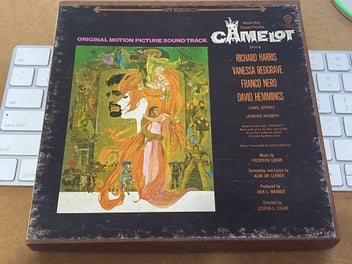 STEREO
ORIGINAL MOTION PICTURE SOUND TRACK
CAMELOT
RICHARD HARRIS
VANESSA REDGRAVE
FRANCO NERO
DAVID HEMMINGS
LIONEL JEFFRIES
LAURENCE NAISMITH
Music by
FREDERICK LOEWE
Screenplay and Lyrics by
ALAN JAY LERNER
Produced by
JACK L. WARNER
Directed by
JOSHUA LOGAN